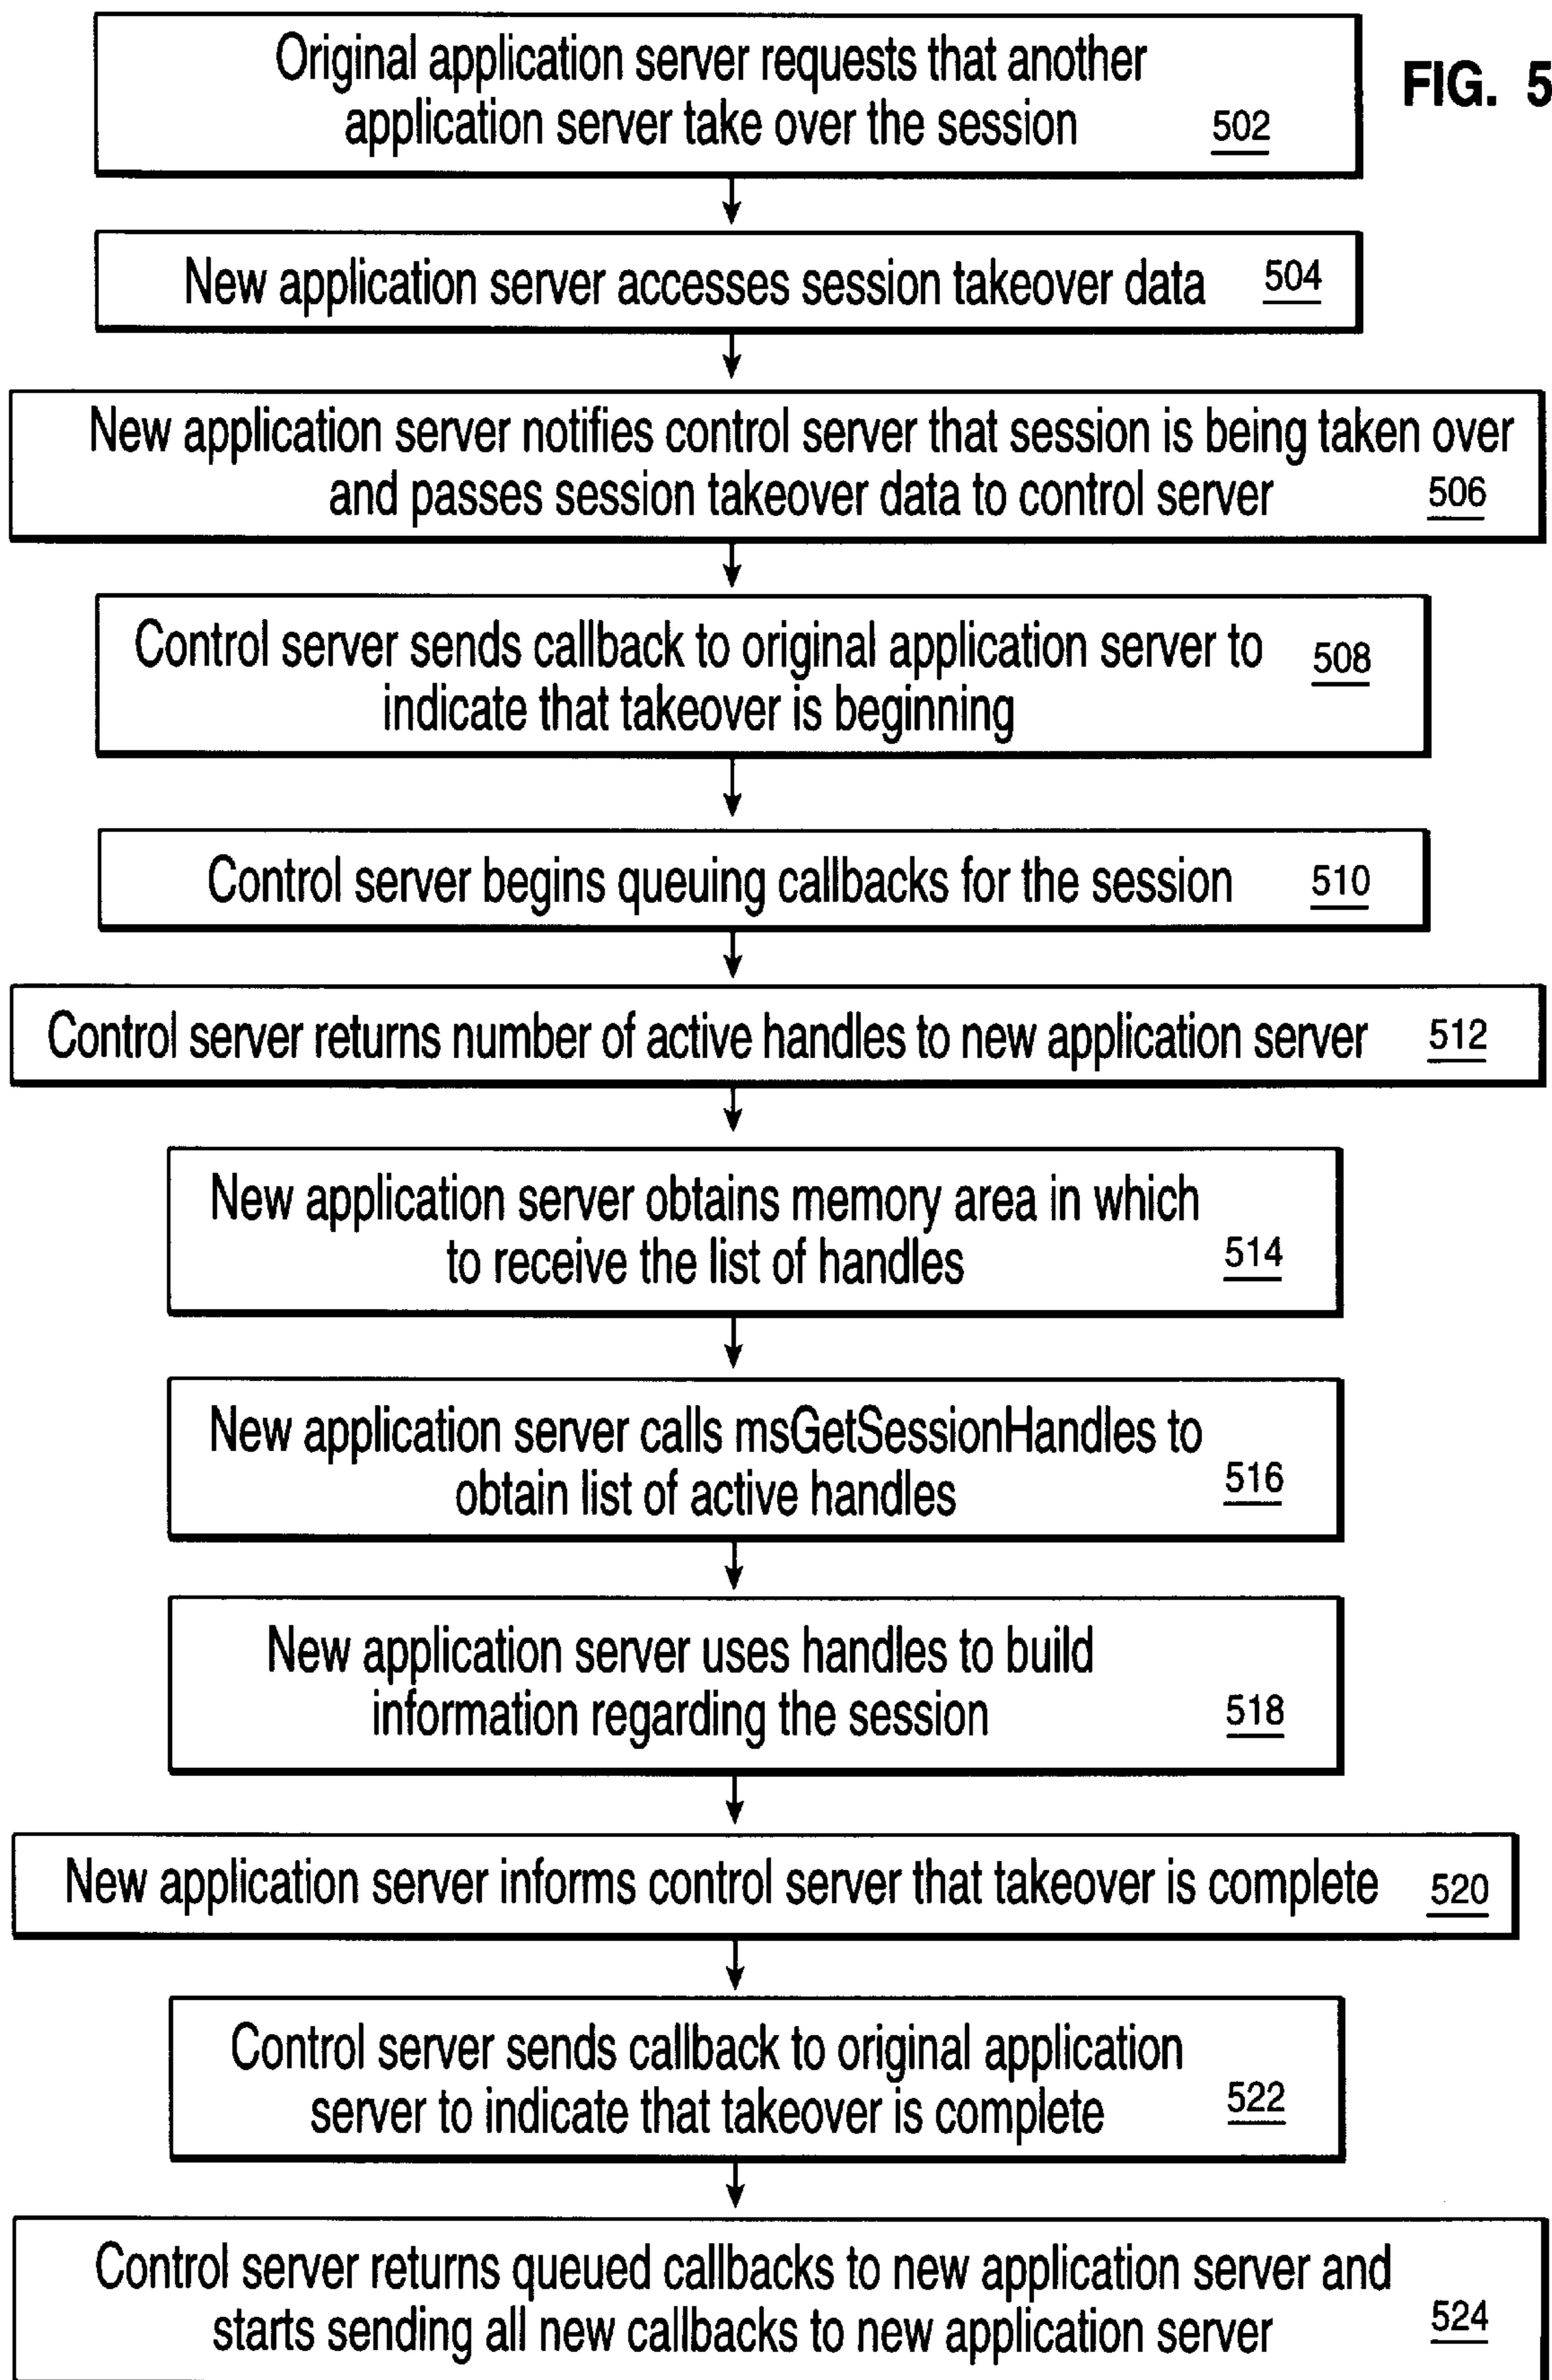 FIG. 5
Original application server requests that another
application server take over the session 502
New application server accesses session takeover data 504
New application server notifies control server that session is being taken over
and passes session takeover data to control server 506
Control server sends callback to original application server to 508
indicate that takeover is beginning
Control server begins queuing callbacks for the session 510
Control server returns number of active handles to new application server 512
New application server obtains memory area in which
to receive the list of handles 514
New application server calls msGetSessionHandles to
obtain list of active handles 516
New application server uses handles to build
information regarding the session 518
New application server informs control server that takeover is complete 520
Control server sends callback to original application
server to indicate that takeover is complete 522
Control server returns queued callbacks to new application server and
starts sending all new callbacks to new application server 524